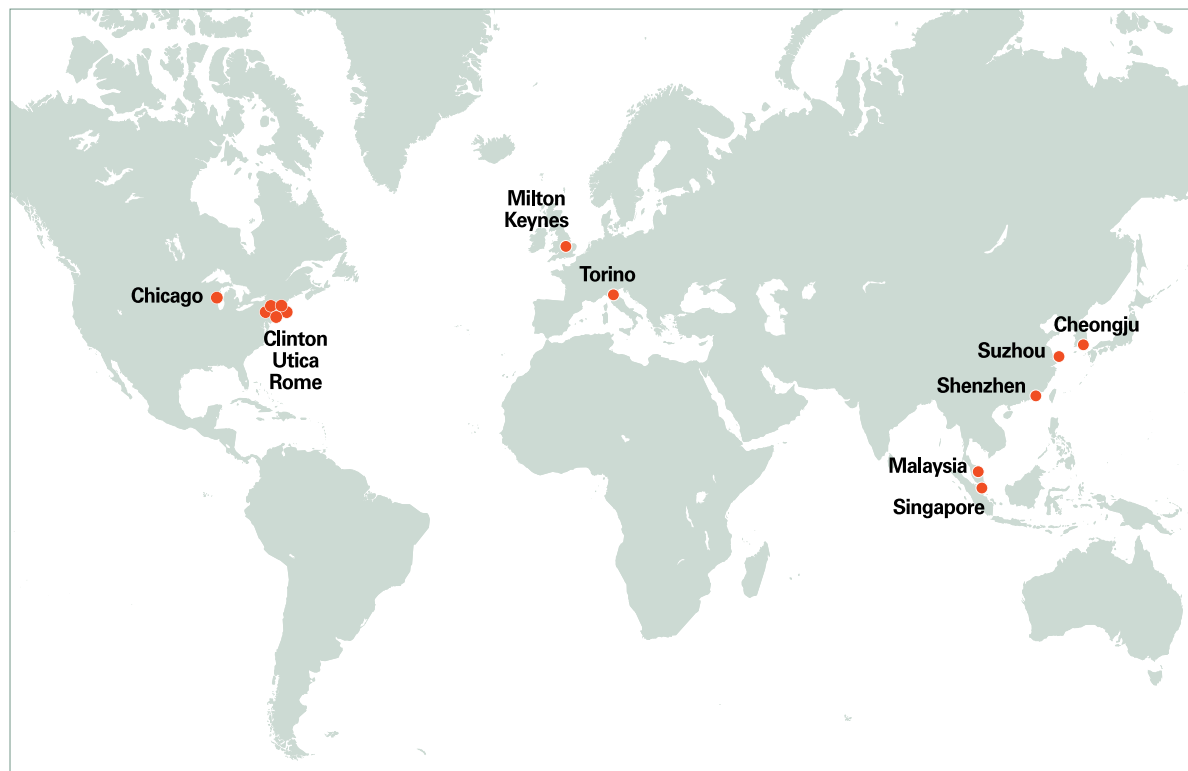 Milton
Keynes
Torino
Chicago
Clinton
Utica
Rome
Cheongju
Suzhou
Shenzhen
Malaysia
Singapore